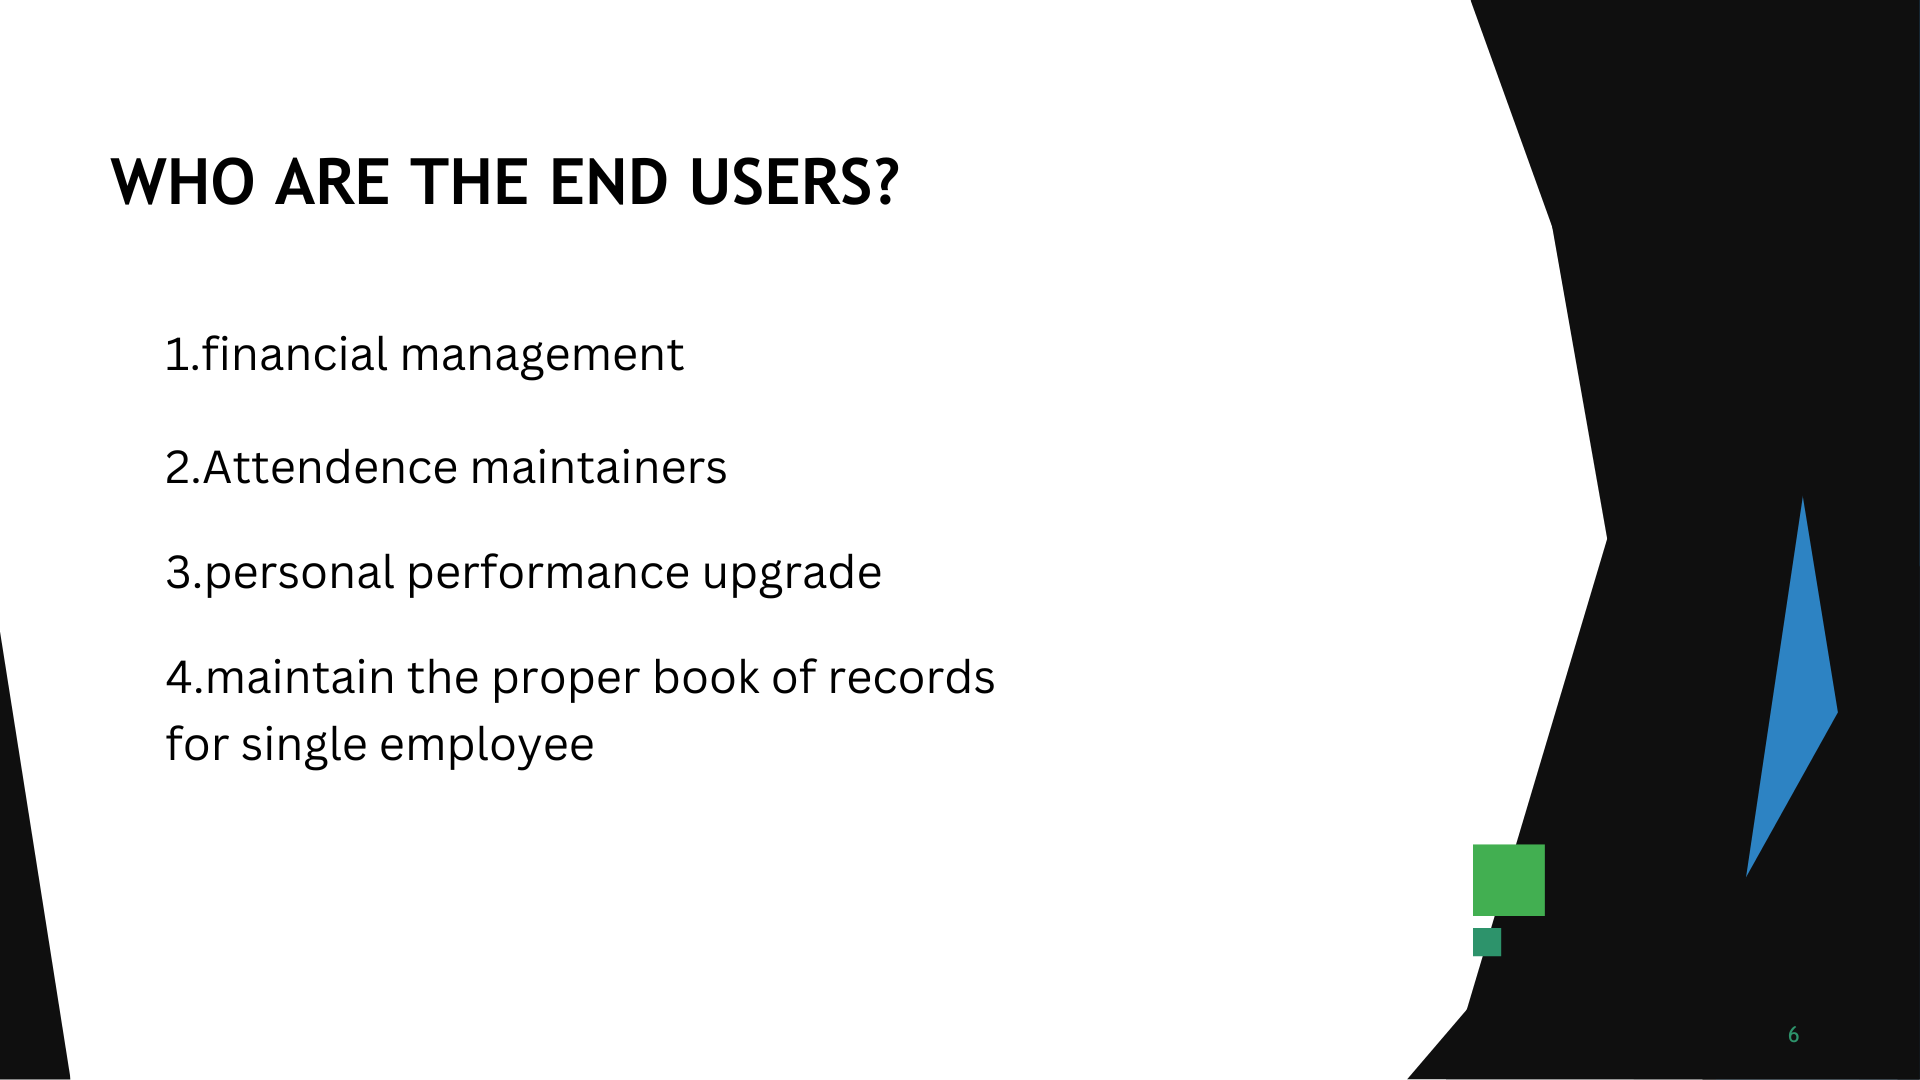 WHO ARE THE END USERS?
1.financial management
2.Attendence maintainers
3.personal performance upgrade
4.maintain the proper book of records
for single employee
6